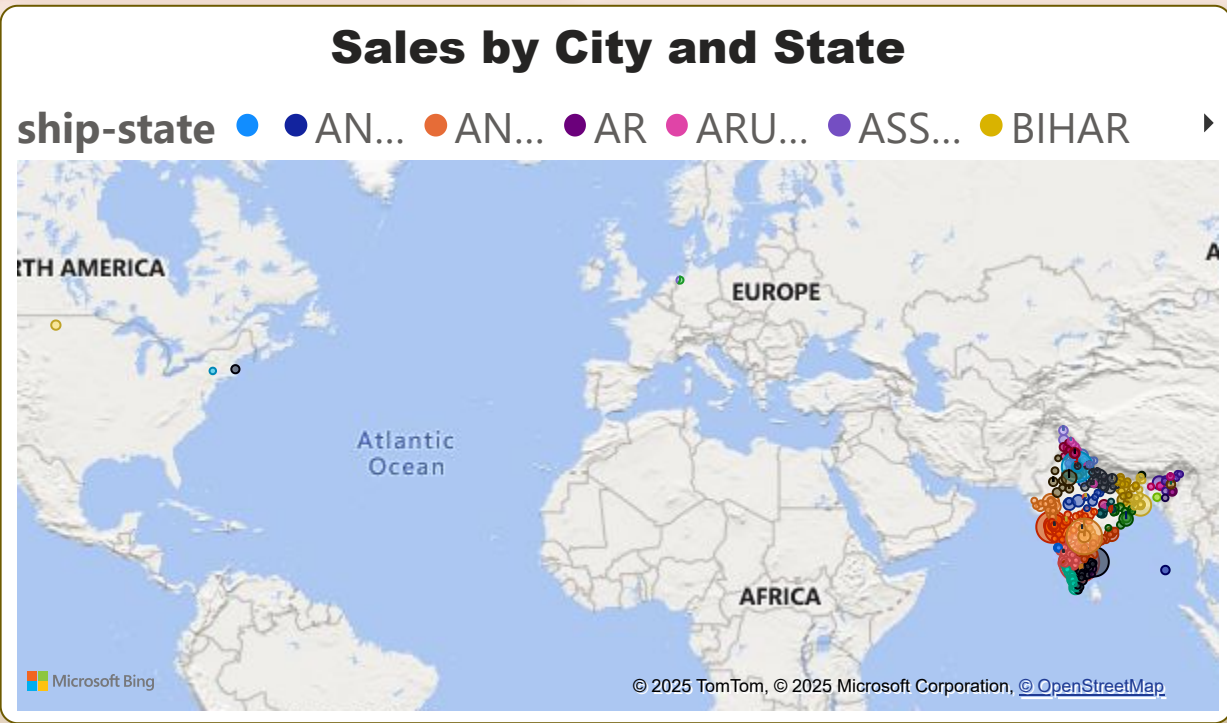 Sales by City and State
ship-state AN... AN... AR ARU... ASS... BIHAR
RTH AMERICA
A
EUROPE
Atlantic
Ocean
AFRICA
Microsoft Bing
© 2025 TomTom, © 2025 Microsoft Corporation, © OpenStreetMap